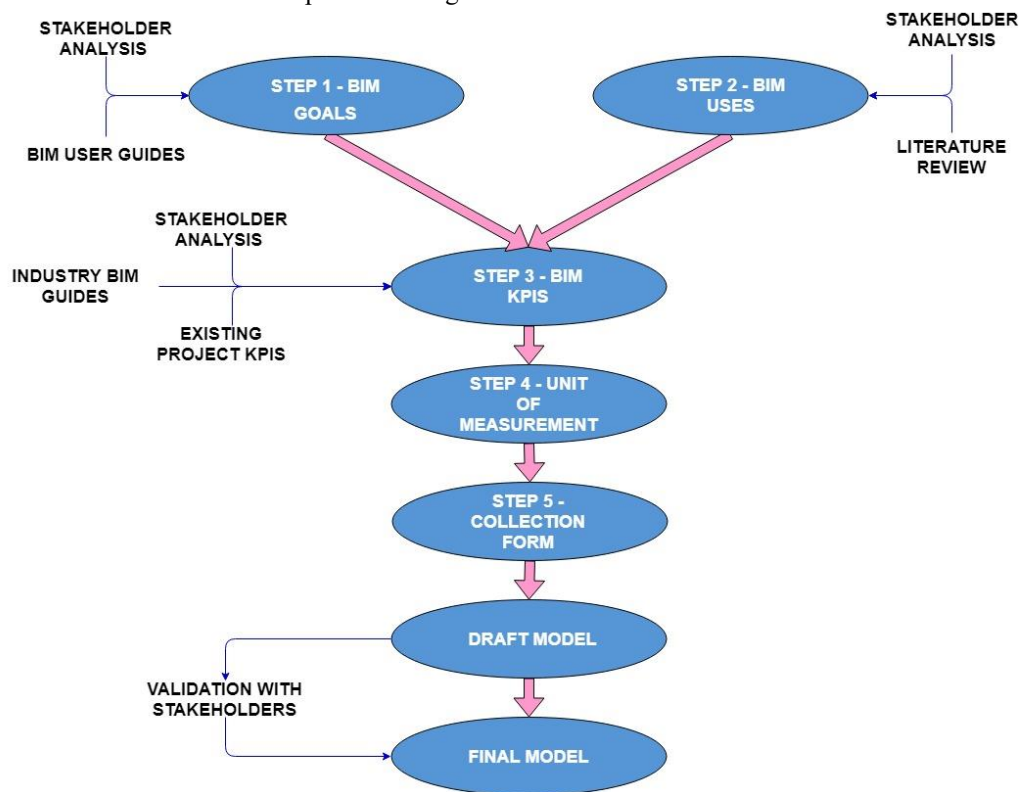 STAKEHOLDER
ANALYSIS
STEP 1 - BIM
GOALS
BIM USER GUIDES
STAKEHOLDER
ANALYSIS
STEP 2 - BIM
USES
LITERATURE
REVIEW
STAKEHOLDER
ANALYSIS
INDUSTRY BIM
GUIDES
EXISTING
PROJECT KPIS
STEP 3 - BIM
KPIS
STEP 4 - UNIT
OF
MEASUREMENT
STEP 5 -
COLLECTION
FORM
DRAFT MODEL
VALIDATION WITH
STAKEHOLDERS
FINAL MODEL